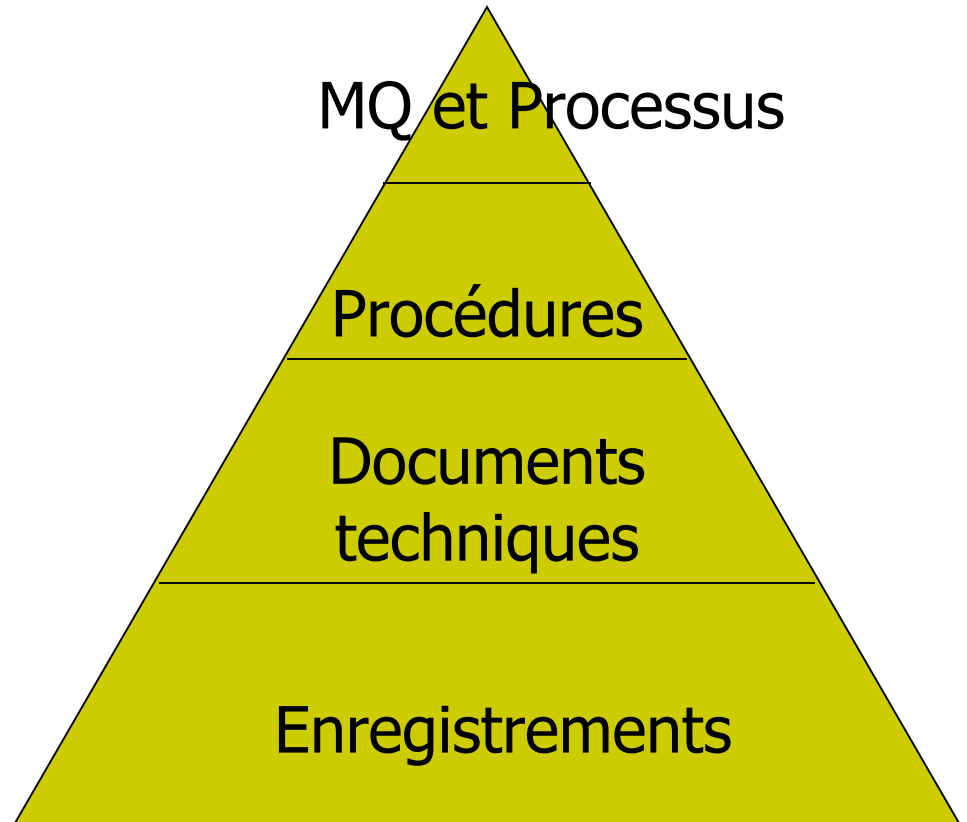 MQ et Processus
Procédures
Documents
techniques
Enregistrements